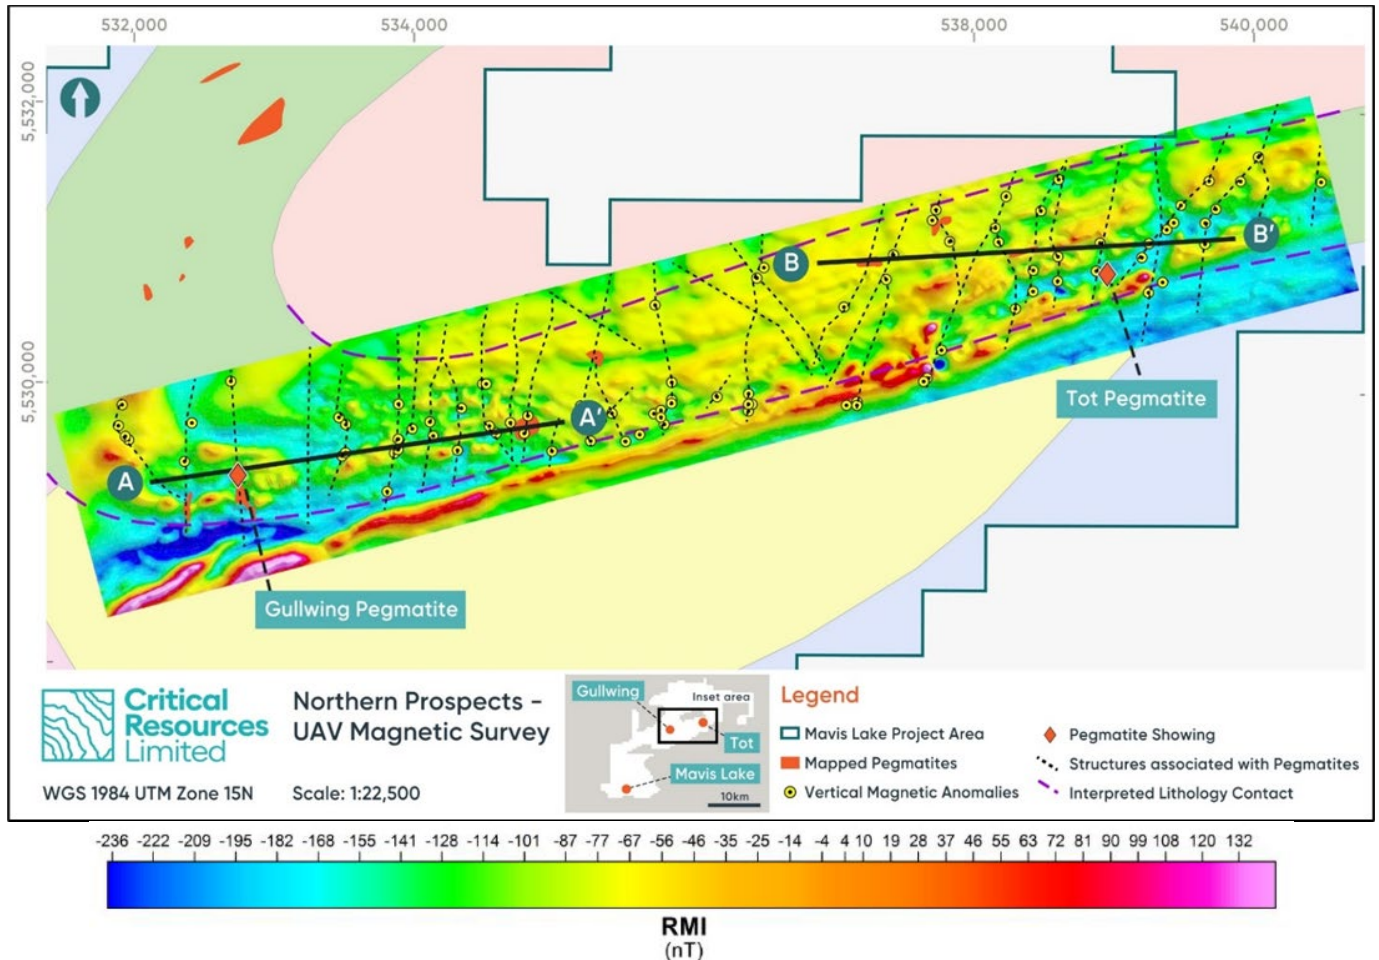 532,000 534,000 538,000 540,000
5,532,000
5,530,000
B B'
A A'
Tot Pegmatite
Gullwing Pegmatite
Critical
Resources
Limited
WGS 1984 UTM Zone 15N
Northern Prospects -
UAV Magnetic Survey
Scale: 1:22,500
Gullwing
Inset area
Tot
Mavis Lake
10km
Legend
Mavis Lake Project Area
Mapped Pegmatites
Vertical Magnetic Anomalies
Pegmatite Showing
Structures associated with Pegmatites
Interpreted Lithology Contact
-236 -222 -209 -195 -182 -168 -155 -141 -128 -114 -101 -87 -77 -67 -56 -46 -35 -25 -14 -4 4 10 19 28 37 46 55 63 72 81 90 99 108 120 132
RMI
(nT)